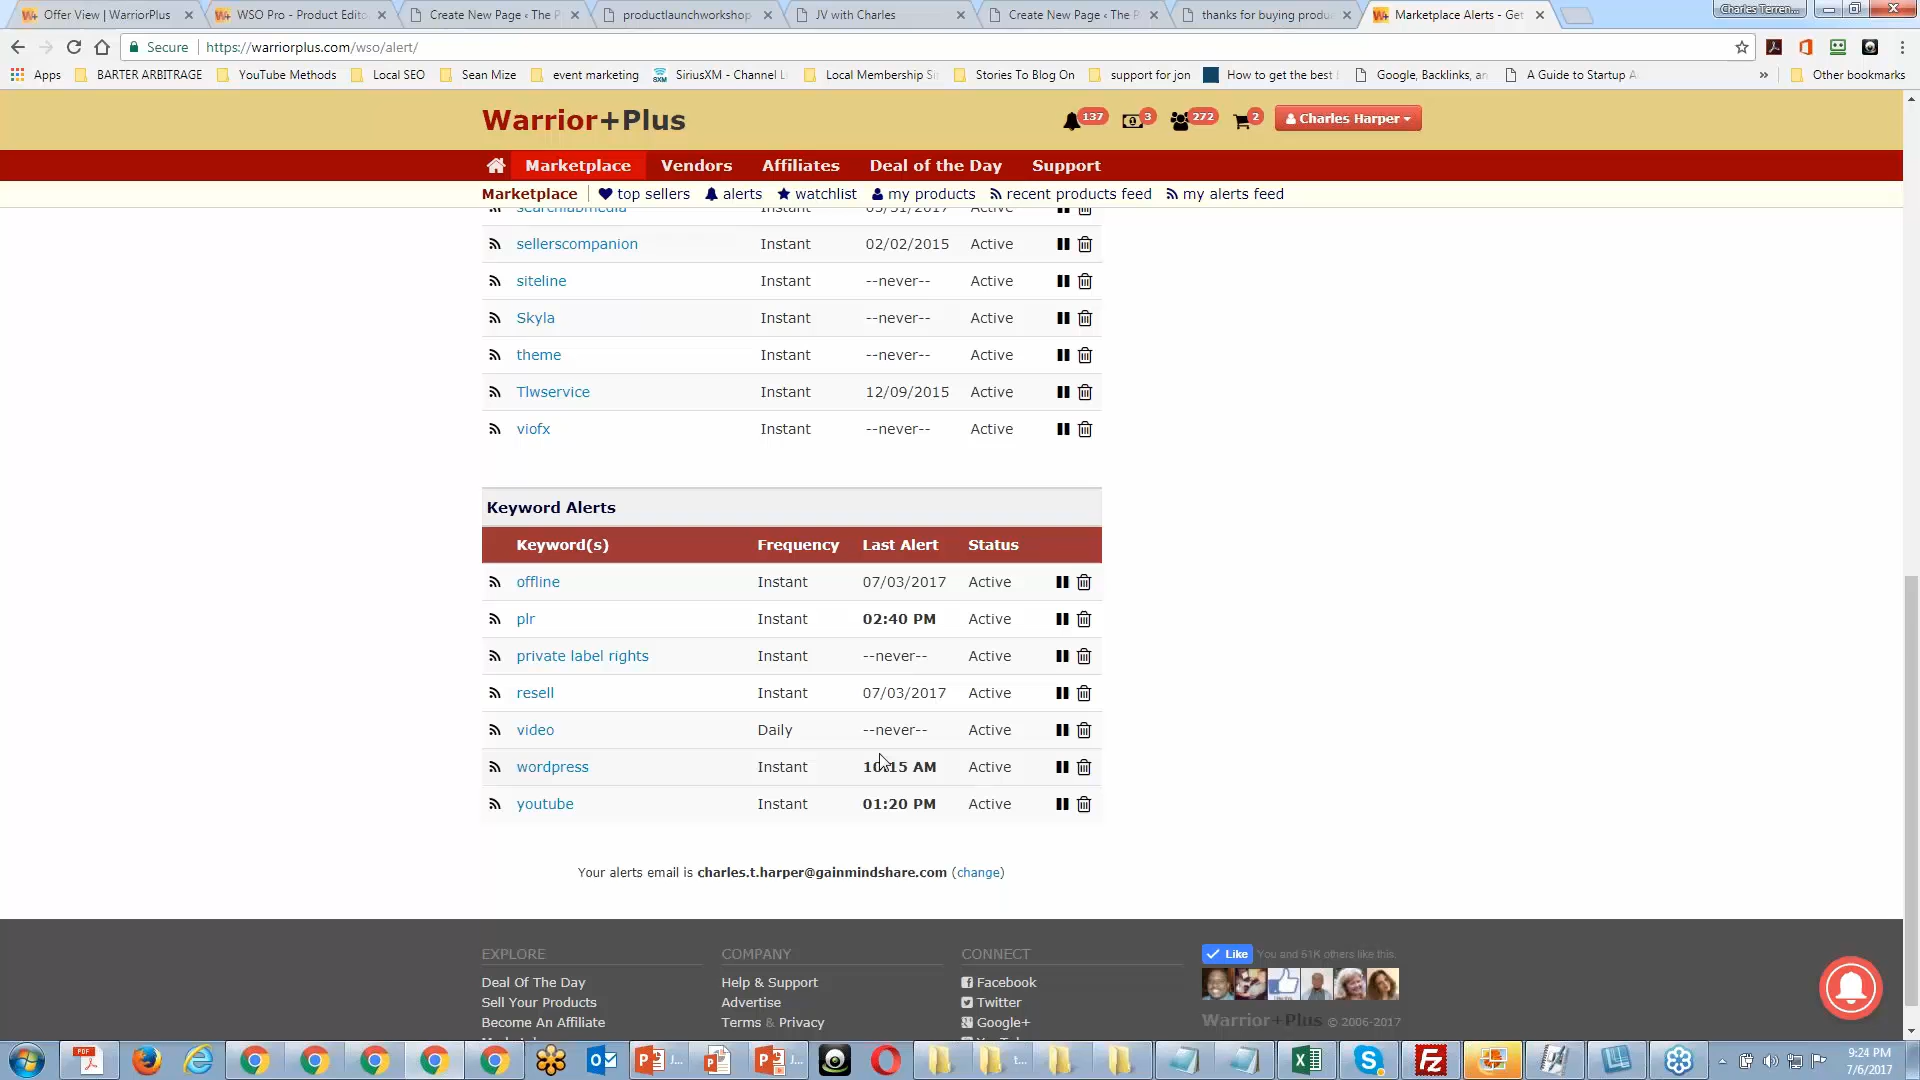 Offer View | WarriorPlus
WSO Pro - Product Edito
Create New Page ‹ The P
productlaunchworkshop
JV with Charles
Create New Page ‹ The P
thanks for buying produ
Marketplace Alerts - Get
Charles Terren...
Secure
https://warriorplus.com/wso/alert/
Apps
BARTER ARBITRAGE
YouTube Methods
Local SEO
Sean Mize
event marketing
SiriusXM - Channel L
Local Membership Si
Stories To Blog On
support for jon
How to get the best
Google, Backlinks, an
A Guide to Startup A
»
Other bookmarks
Warrior+Plus
137
3
272
2
Charles Harper
Marketplace Vendors Affiliates Deal of the Day Support
Marketplace top sellers alerts watchlist my products recent products feed my alerts feed
searchlabmedia Instant 03/31/2017 Active
sellerscompanion Instant 02/02/2015 Active
siteline Instant --never-- Active
Skyla Instant --never-- Active
theme Instant --never-- Active
Tlwservice Instant 12/09/2015 Active
viofx Instant --never-- Active
Keyword Alerts
Keyword(s) Frequency Last Alert Status
offline Instant 07/03/2017 Active
plr Instant 02:40 PM Active
private label rights Instant --never-- Active
resell Instant 07/03/2017 Active
video Daily --never-- Active
wordpress Instant 10:15 AM Active
youtube Instant 01:20 PM Active
Your alerts email is charles.t.harper@gainmindshare.com (change)
EXPLORE
Deal Of The Day
Sell Your Products
Become An Affiliate
COMPANY
Help & Support
Advertise
Terms & Privacy
CONNECT
Facebook
Twitter
Google+
Like
You and 51K others like this.
Warrior+Plus © 2006-2017
9:24 PM
7/6/2017